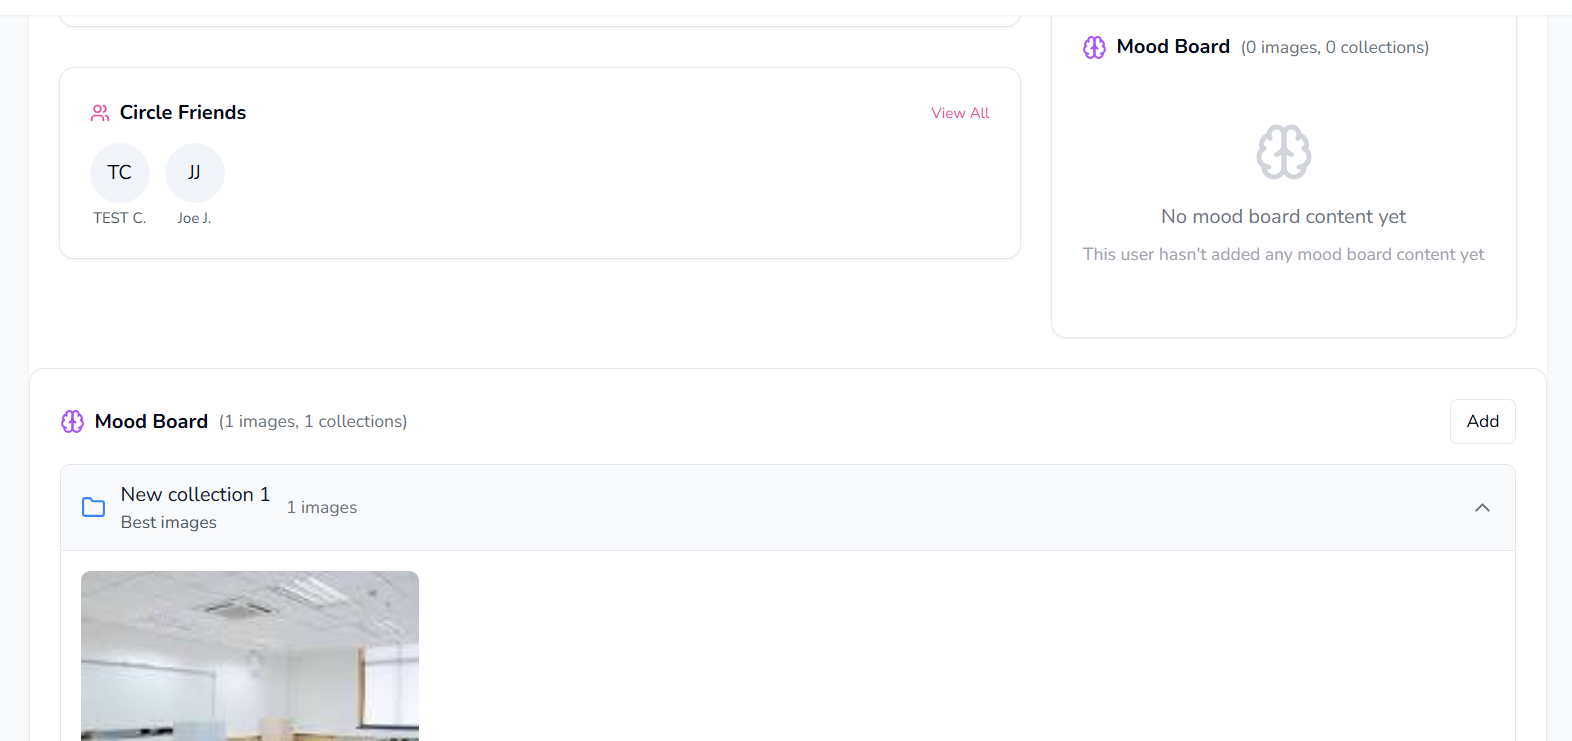 Mood Board (0 images, 0 collections)
Circle Friends
View All
TC
JJ
TEST C.
Joe J.
No mood board content yet
This user hasn't added any mood board content yet
Mood Board (1 images, 1 collections)
Add
New collection 1
1 images
Best images